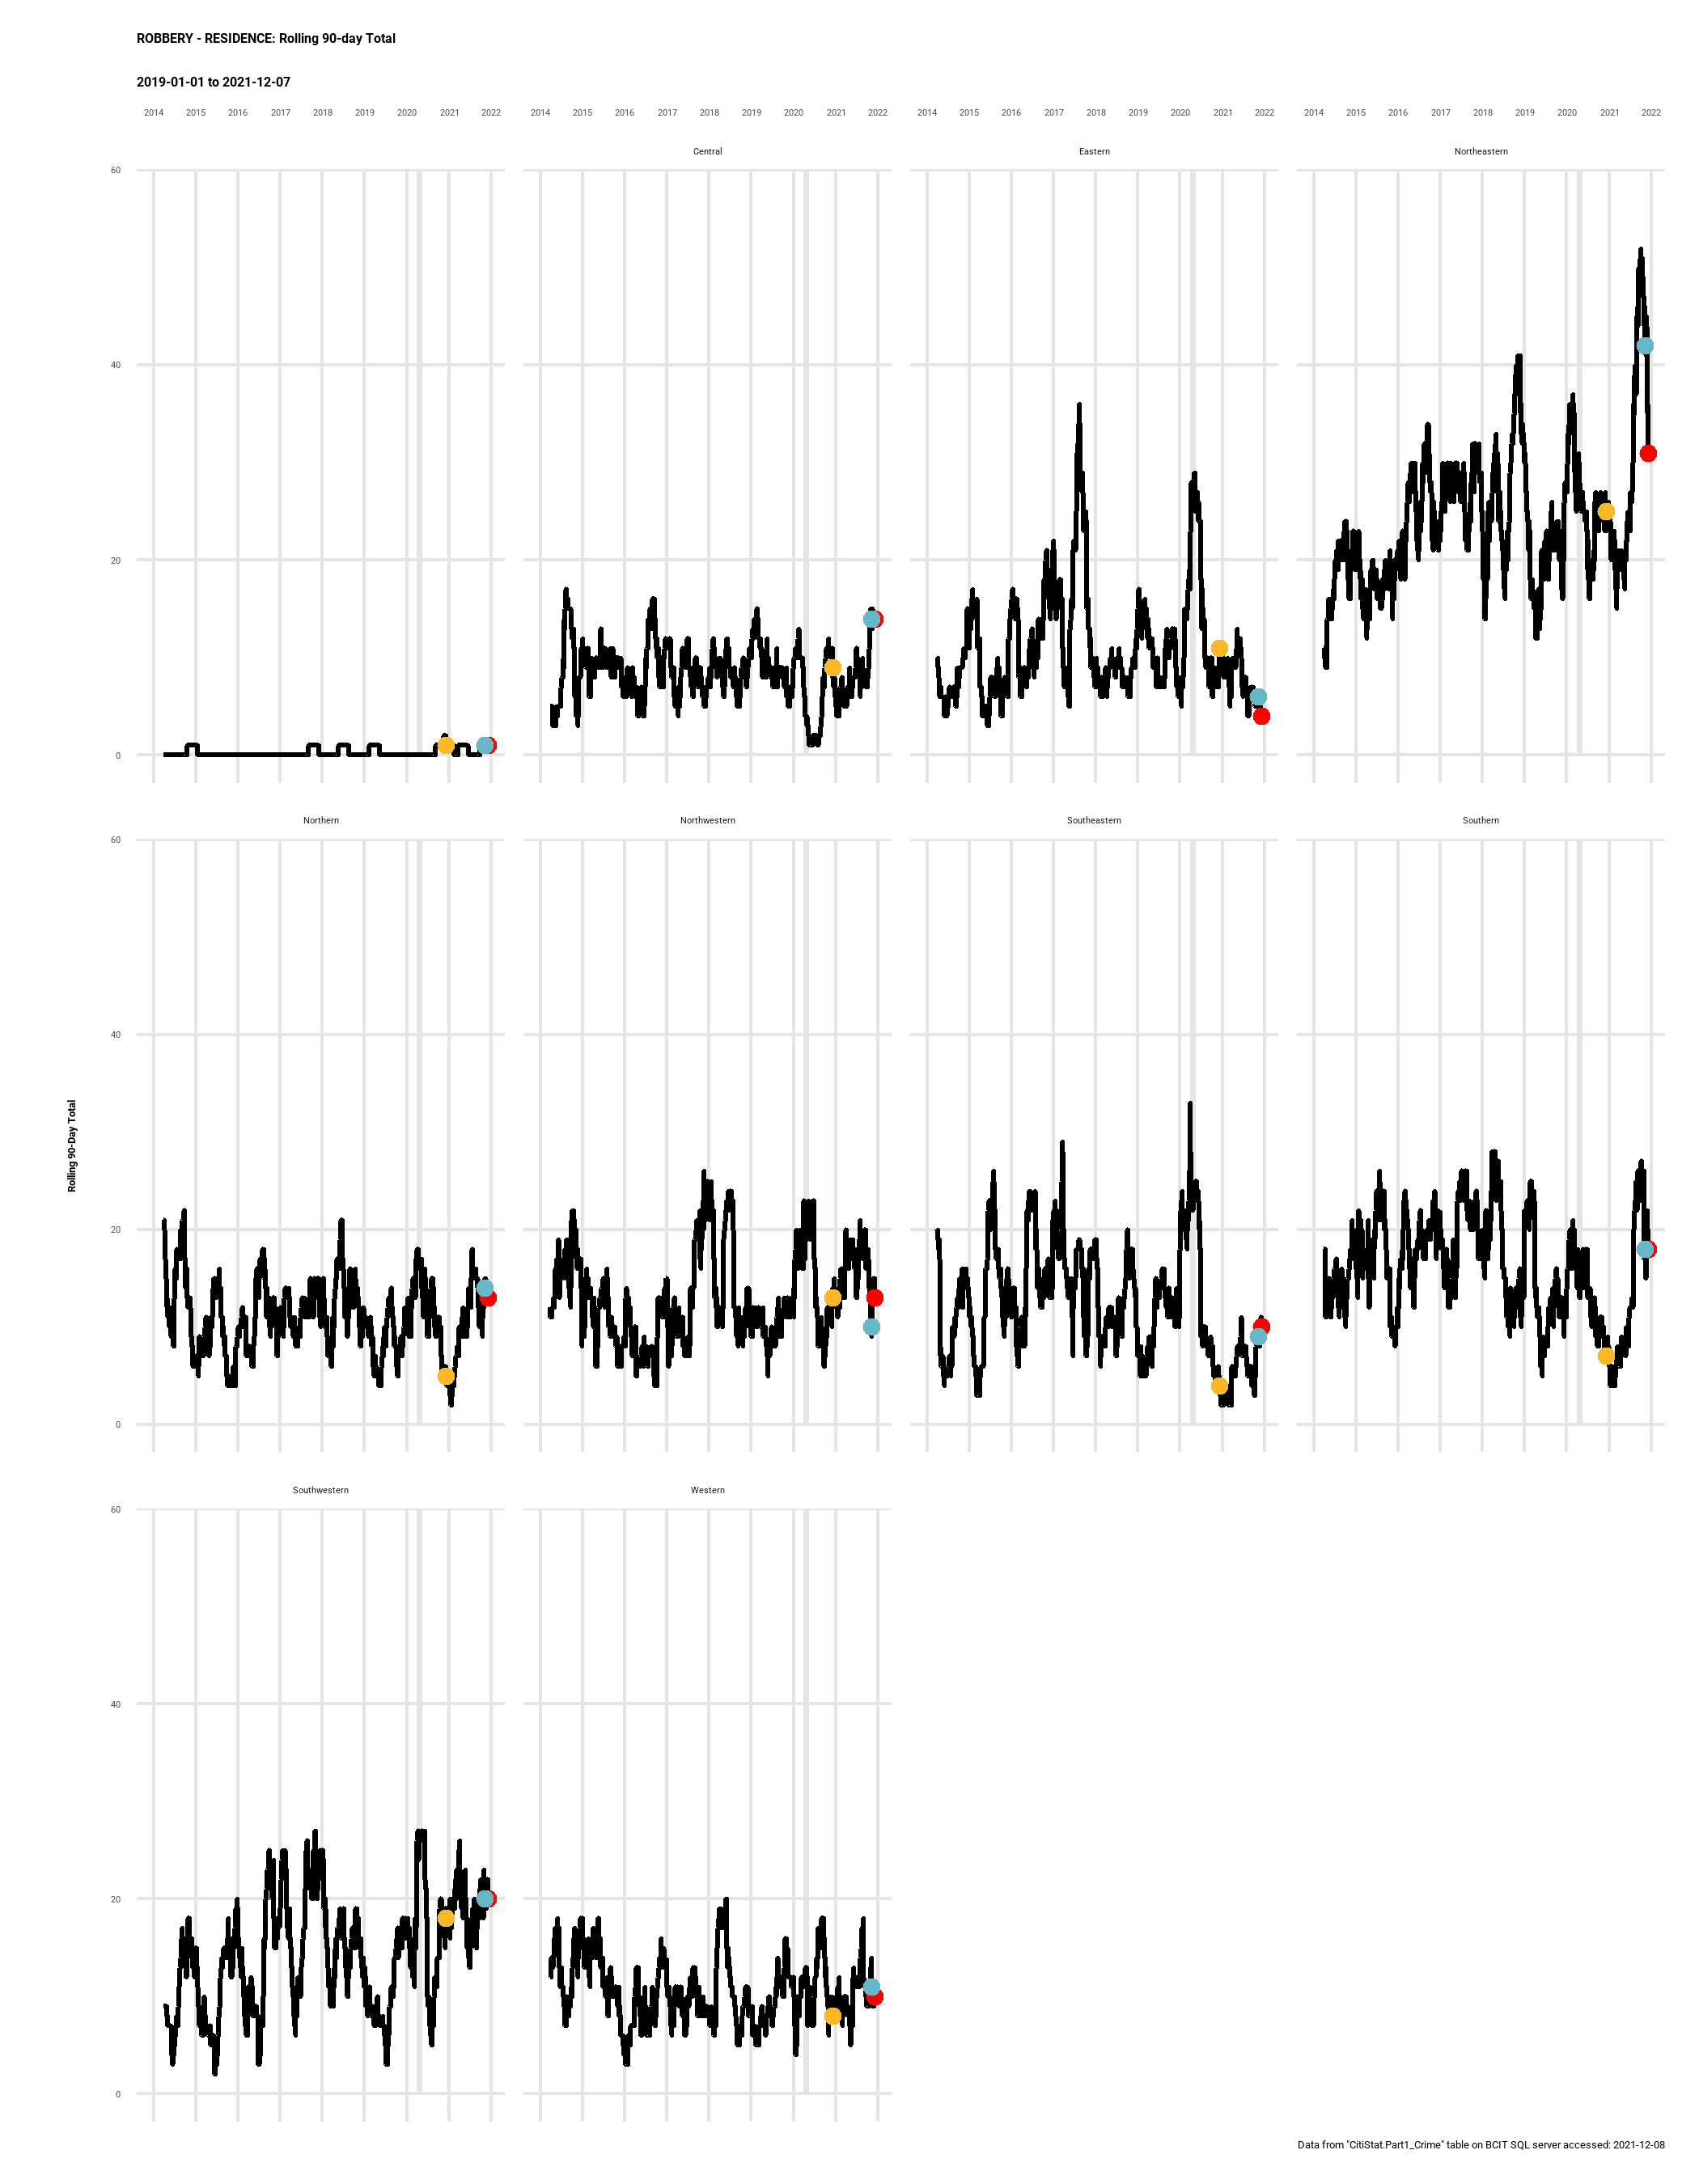 ROBBERY - RESIDENCE: Rolling 90-day Total
2019-01-01 to 2021-12-07
2014 2015 2016 2017 2018 2019 2020 2021 2022 2014 2015 2016 2017 2018 2019 2020 2021 2022 2014 2015 2016 2017 2018 2019 2020 2021 2022 2014 2015 2016 2017 2018 2019 2020 2021 2022
Central Eastern Northeastern
60
40
20
0
Northern Northwestern Southeastern Southern
60
40
20
0
Rolling 90-Day Total
Southwestern Western
60
40
20
0
Data from "CitiStat.Part1_Crime" table on BCIT SQL server accessed: 2021-12-08